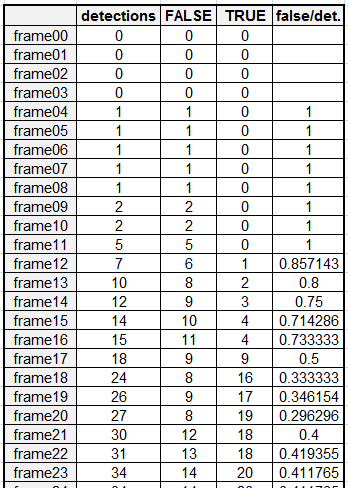 detections FALSE TRUE false/det.
frame00 0 0 0
frame01 0 0 0
frame02 0 0 0
frame03 0 0 0
frame04 1 1 0 1
frame05 1 1 0 1
frame06 1 1 0 1
frame07 1 1 0 1
frame08 1 1 0 1
frame09 2 2 0 1
frame10 2 2 0 1
frame11 5 5 0 1
frame12 7 6 1 0.857143
frame13 10 8 2 0.8
frame14 12 9 3 0.75
frame15 14 10 4 0.714286
frame16 15 11 4 0.733333
frame17 18 9 9 0.5
frame18 24 8 16 0.333333
frame19 26 9 17 0.346154
frame20 27 8 19 0.296296
frame21 30 12 18 0.4
frame22 31 13 18 0.419355
frame23 34 14 20 0.411765